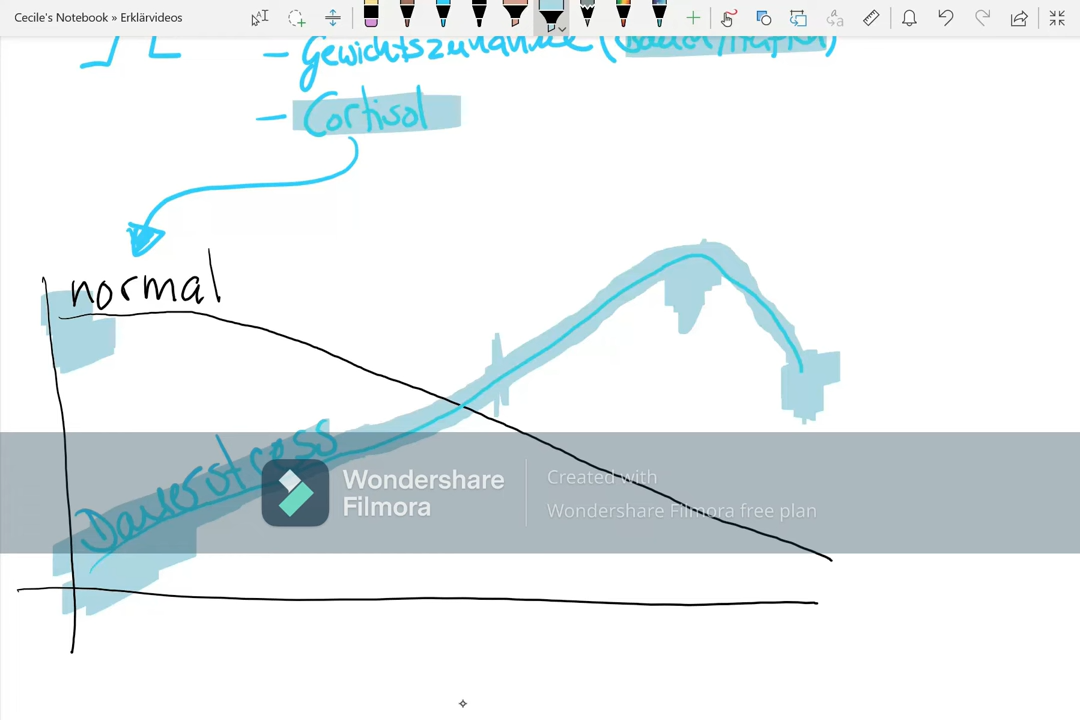 Cecile's Notebook » Erklärvideos
- Gewichtszunahme (
- Cortisol
normal
Dauerstress
Wondershare
Filmora
Created with
Wondershare Filmora free plan